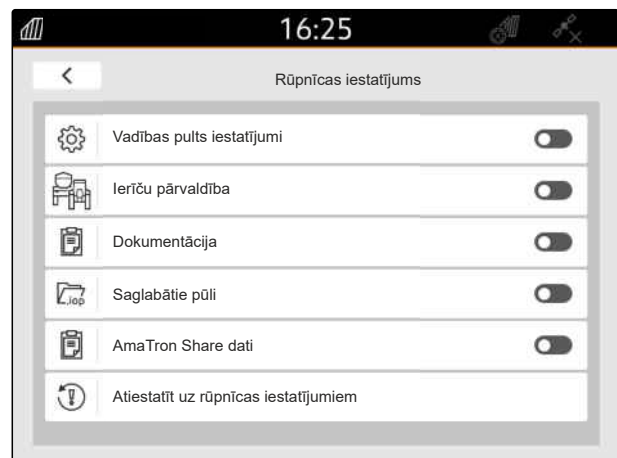 16:25
Rūpnīcas iestatījums
Vadības pults iestatījumi
Ierīču pārvaldība
Dokumentācija
.iop
Saglabātie pūli
AmaTron Share dati
Atiestatīt uz rūpnīcas iestatījumiem